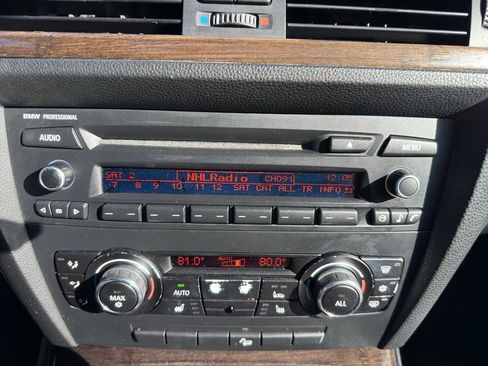 BMW PROFESSIONAL
AUDIO
MENU
SAT 2 NHLRadio CH091 12:05
7 8 9 10 11 12 SAT CAT ALL TR INFO
81.0° AUTO 80.0°
MAX AUTO ALL